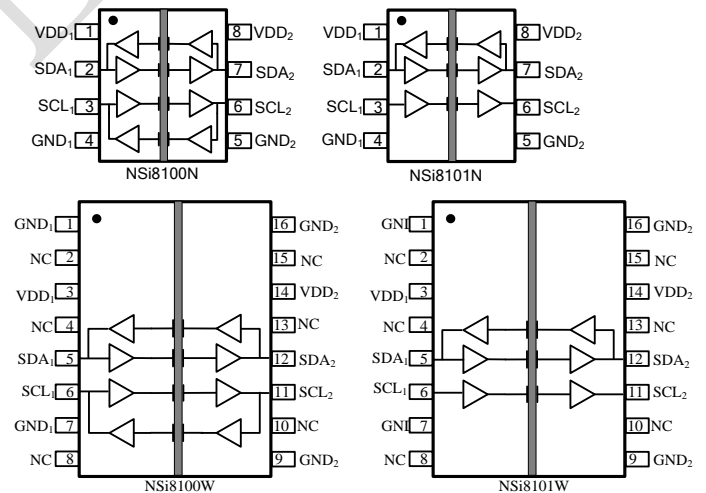 VDD₁ 1 8 VDD₂
SDA₁ 2 7 SDA₂
SCL₁ 3 6 SCL₂
GND₁ 4 5 GND₂
NSi8100N
VDD₁ 1 8 VDD₂
SDA₁ 2 7 SDA₂
SCL₁ 3 6 SCL₂
GND₁ 4 5 GND₂
NSi8101N
GND₁ 1 16 GND₂
NC 2 15 NC
VDD₁ 3 14 VDD₂
NC 4 13 NC
SDA₁ 5 12 SDA₂
SCL₁ 6 11 SCL₂
GND₁ 7 10 NC
NC 8 9 GND₂
NSi8100W
GNI 1 16 GND₂
NC 2 15 NC
VDD₁ 3 14 VDD₂
NC 4 13 NC
SDA₁ 5 12 SDA₂
SCL₁ 6 11 SCL₂
GNI 7 10 NC
NC 8 9 GND₂
NSi8101W